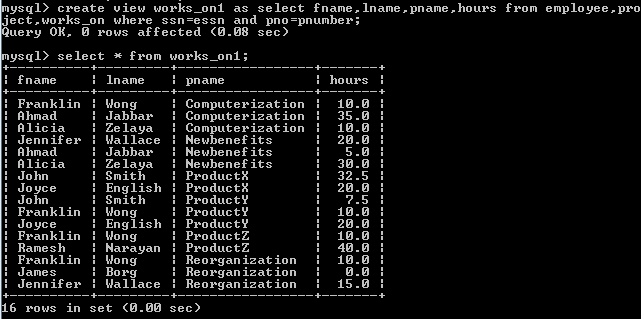 mysql> create view works_on1 as select fname,lname,pname,hours from employee,pro
ject,works_on where ssn=essn and pno=pnumber;
Query OK, 0 rows affected (0.08 sec)
mysql> select * from works_on1;
+----------+---------+-----------------+-------+
| fname    | lname   | pname           | hours |
+----------+---------+-----------------+-------+
| Franklin | Wong    | Computerization |  10.0 |
| Ahmad    | Jabbar  | Computerization |  35.0 |
| Alicia   | Zelaya  | Computerization |  10.0 |
| Jennifer | Wallace | Newbenefits     |  20.0 |
| Ahmad    | Jabbar  | Newbenefits     |   5.0 |
| Alicia   | Zelaya  | Newbenefits     |  30.0 |
| John     | Smith   | ProductX        |  32.5 |
| Joyce    | English | ProductX        |  20.0 |
| John     | Smith   | ProductY        |   7.5 |
| Franklin | Wong    | ProductY        |  10.0 |
| Joyce    | English | ProductY        |  20.0 |
| Franklin | Wong    | ProductZ        |  10.0 |
| Ramesh   | Narayan | ProductZ        |  40.0 |
| Franklin | Wong    | Reorganization  |  10.0 |
| James    | Borg    | Reorganization  |   0.0 |
| Jennifer | Wallace | Reorganization  |  15.0 |
+----------+---------+-----------------+-------+
16 rows in set (0.00 sec)